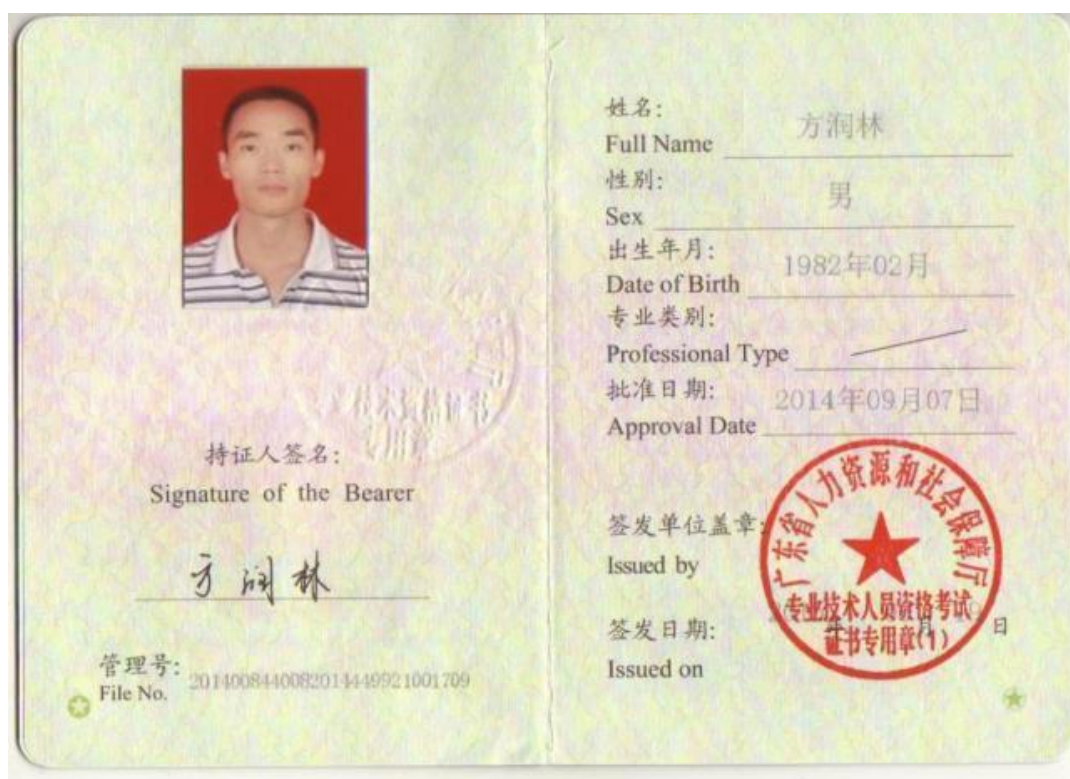 持证人签名:
Signature of the Bearer
方润林
管理号:
File No. 2014008440082014449921001709
姓名:
Full Name 方润林
性别:
Sex 男
出生年月:
Date of Birth 1982年02月
专业类别:
Professional Type
批准日期:
Approval Date 2014年09月07日
签发单位盖章:
Issued by
广东省人力资源和社会保障厅
专业技术人员资格考试
证书专用章(1)
签发日期: 年 月 日
Issued on